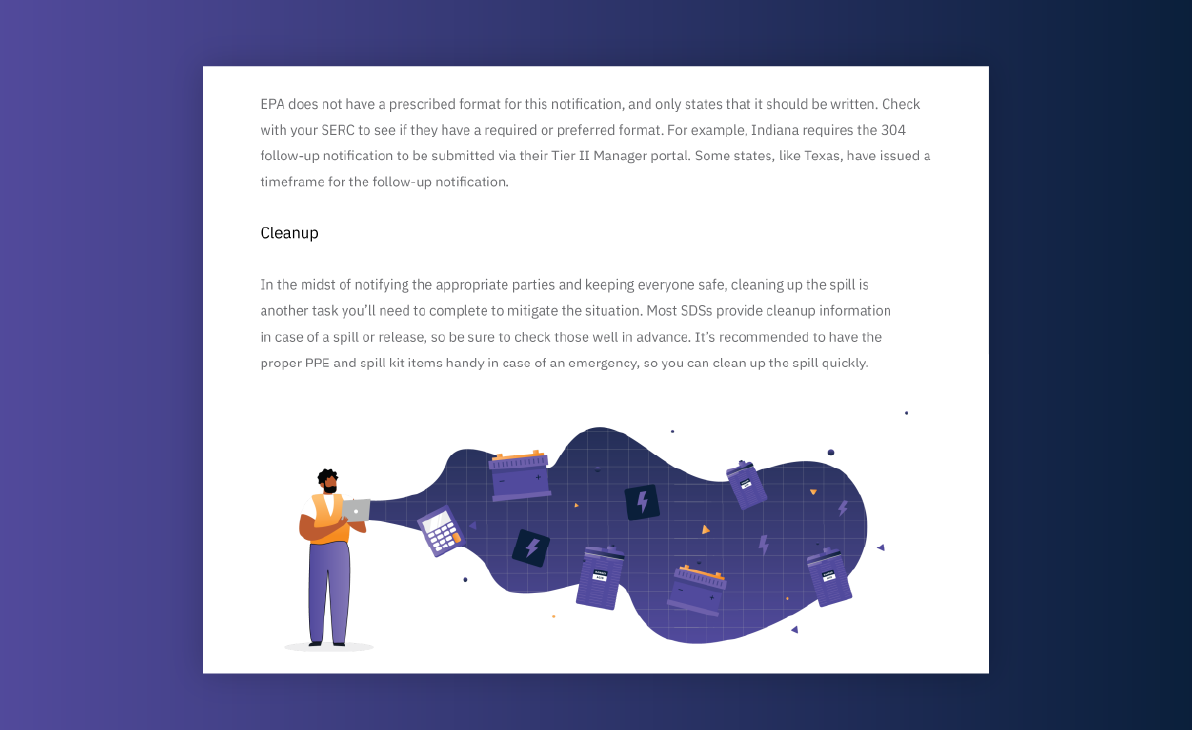 EPA does not have a prescribed format for this notification, and only states that it should be written. Check
with your SERC to see if they have a required or preferred format. For example, Indiana requires the 304
follow-up notification to be submitted via their Tier II Manager portal. Some states, like Texas, have issued a
timeframe for the follow-up notification.
Cleanup
In the midst of notifying the appropriate parties and keeping everyone safe, cleaning up the spill is
another task you’ll need to complete to mitigate the situation. Most SDSs provide cleanup information
in case of a spill or release, so be sure to check those well in advance. It’s recommended to have the
proper PPE and spill kit items handy in case of an emergency, so you can clean up the spill quickly.